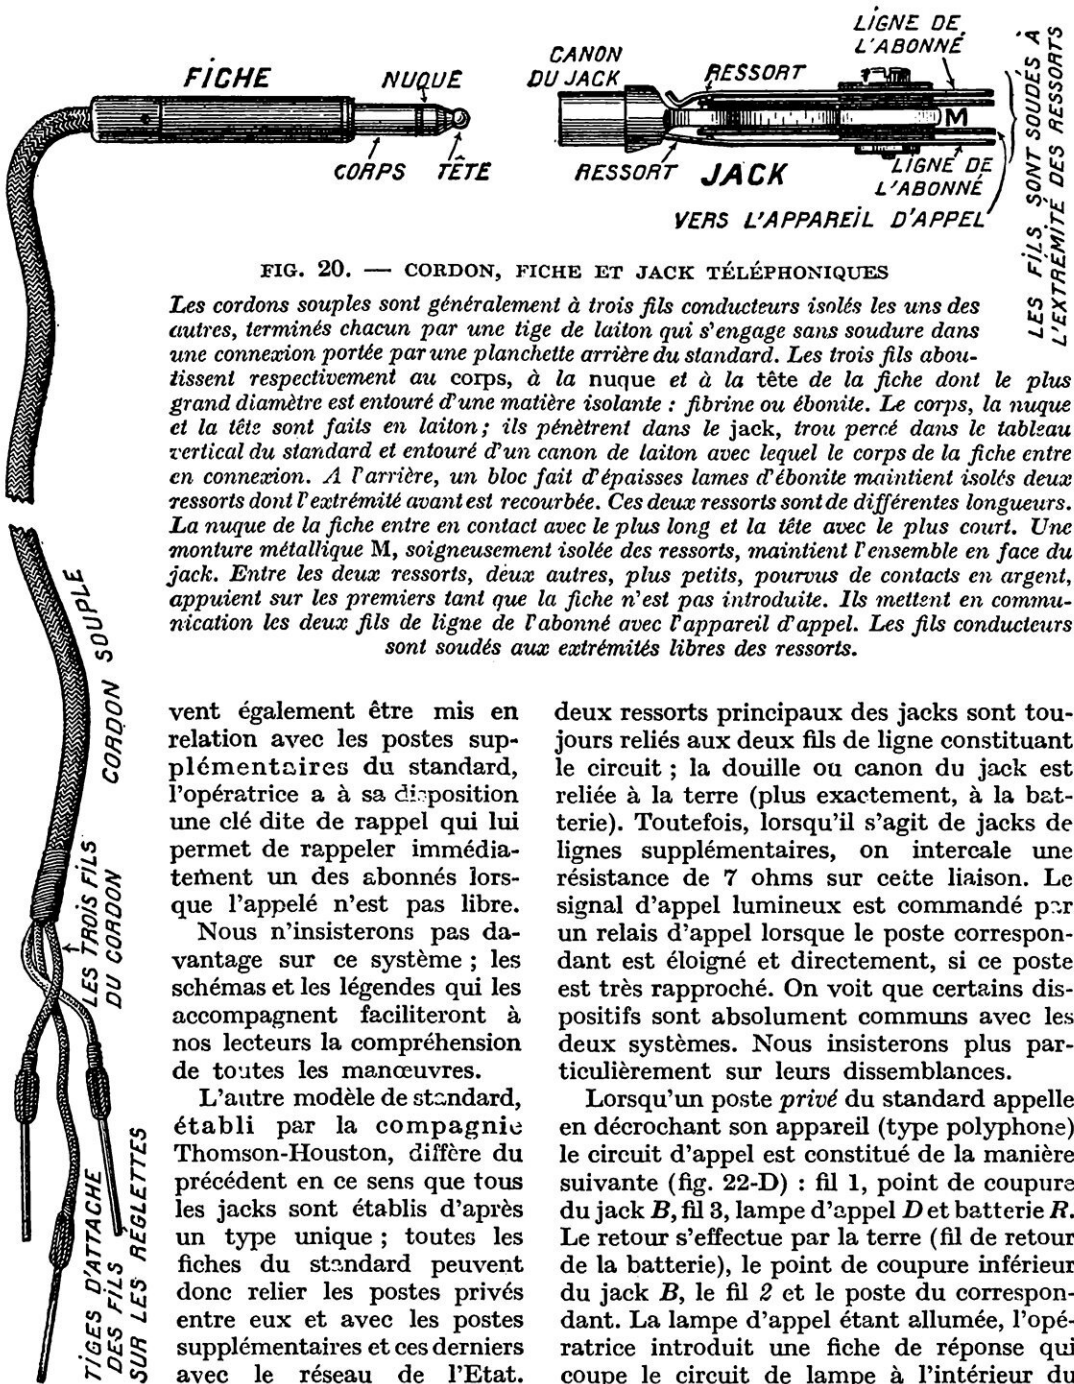 FICHE
NUQUE
CORPS
TÊTE
CANON
DU JACK
RESSORT
LIGNE DE
L'ABONNÉ
M
RESSORT
JACK
LIGNE DE
L'ABONNÉ
VERS L'APPAREIL D'APPEL
LES FILS SONT SOUDÉS À
L'EXTRÉMITÉ DES RESSORTS
FIG. 20. — CORDON, FICHE ET JACK TÉLÉPHONIQUES
Les cordons souples sont généralement à trois fils conducteurs isolés les uns des
autres, terminés chacun par une tige de laiton qui s'engage sans soudure dans
une connexion portée par une planchette arrière du standard. Les trois fils abou-
tissent respectivement au corps, à la nuque et à la tête de la fiche dont le plus
grand diamètre est entouré d'une matière isolante : fibrine ou ébonite. Le corps, la nuque
et la tête sont faits en laiton ; ils pénètrent dans le jack, trou percé dans le tableau
vertical du standard et entouré d'un canon de laiton avec lequel le corps de la fiche entre
en connexion. A l'arrière, un bloc fait d'épaisses lames d'ébonite maintient isolés deux
ressorts dont l'extrémité avant est recourbée. Ces deux ressorts sont de différentes longueurs.
La nuque de la fiche entre en contact avec le plus long et la tête avec le plus court. Une
monture métallique M, soigneusement isolée des ressorts, maintient l'ensemble en face du
jack. Entre les deux ressorts, deux autres, plus petits, pourvus de contacts en argent,
appuient sur les premiers tant que la fiche n'est pas introduite. Ils mettent en commu-
nication les deux fils de ligne de l'abonné avec l'appareil d'appel. Les fils conducteurs
sont soudés aux extrémités libres des ressorts.
CORDON SOUPLE
LES TROIS FILS
DU CORDON
TIGES D'ATTACHE
DES FILS
SUR LES RÉGLETTES
vent également être mis en
relation avec les postes sup-
plémentaires du standard,
l'opératrice a à sa disposition
une clé dite de rappel qui lui
permet de rappeler immédia-
tement un des abonnés lors-
que l'appelé n'est pas libre.
Nous n'insisterons pas da-
vantage sur ce système ; les
schémas et les légendes qui les
accompagnent faciliteront à
nos lecteurs la compréhension
de toutes les manœuvres.
L'autre modèle de standard,
établi par la compagnie
Thomson-Houston, diffère du
précédent en ce sens que tous
les jacks sont établis d'après
un type unique ; toutes les
fiches du standard peuvent
donc relier les postes privés
entre eux et avec les postes
supplémentaires et ces derniers
avec le réseau de l'Etat.
deux ressorts principaux des jacks sont tou-
jours reliés aux deux fils de ligne constituant
le circuit ; la douille ou canon du jack est
reliée à la terre (plus exactement, à la bat-
terie). Toutefois, lorsqu'il s'agit de jacks de
lignes supplémentaires, on intercale une
résistance de 7 ohms sur cette liaison. Le
signal d'appel lumineux est commandé par
un relais d'appel lorsque le poste correspon-
dant est éloigné et directement, si ce poste
est très rapproché. On voit que certains dis-
positifs sont absolument communs avec les
deux systèmes. Nous insisterons plus par-
ticulièrement sur leurs dissemblances.
Lorsqu'un poste privé du standard appelle
en décrochant son appareil (type polyphone)
le circuit d'appel est constitué de la manière
suivante (fig. 22-D) : fil 1, point de coupure
du jack B, fil 3, lampe d'appel D et batterie R.
Le retour s'effectue par la terre (fil de retour
de la batterie), le point de coupure inférieur
du jack B, le fil 2 et le poste du correspon-
dant. La lampe d'appel étant allumée, l'opé-
ratrice introduit une fiche de réponse qui
coupe le circuit de lampe à l'intérieur du